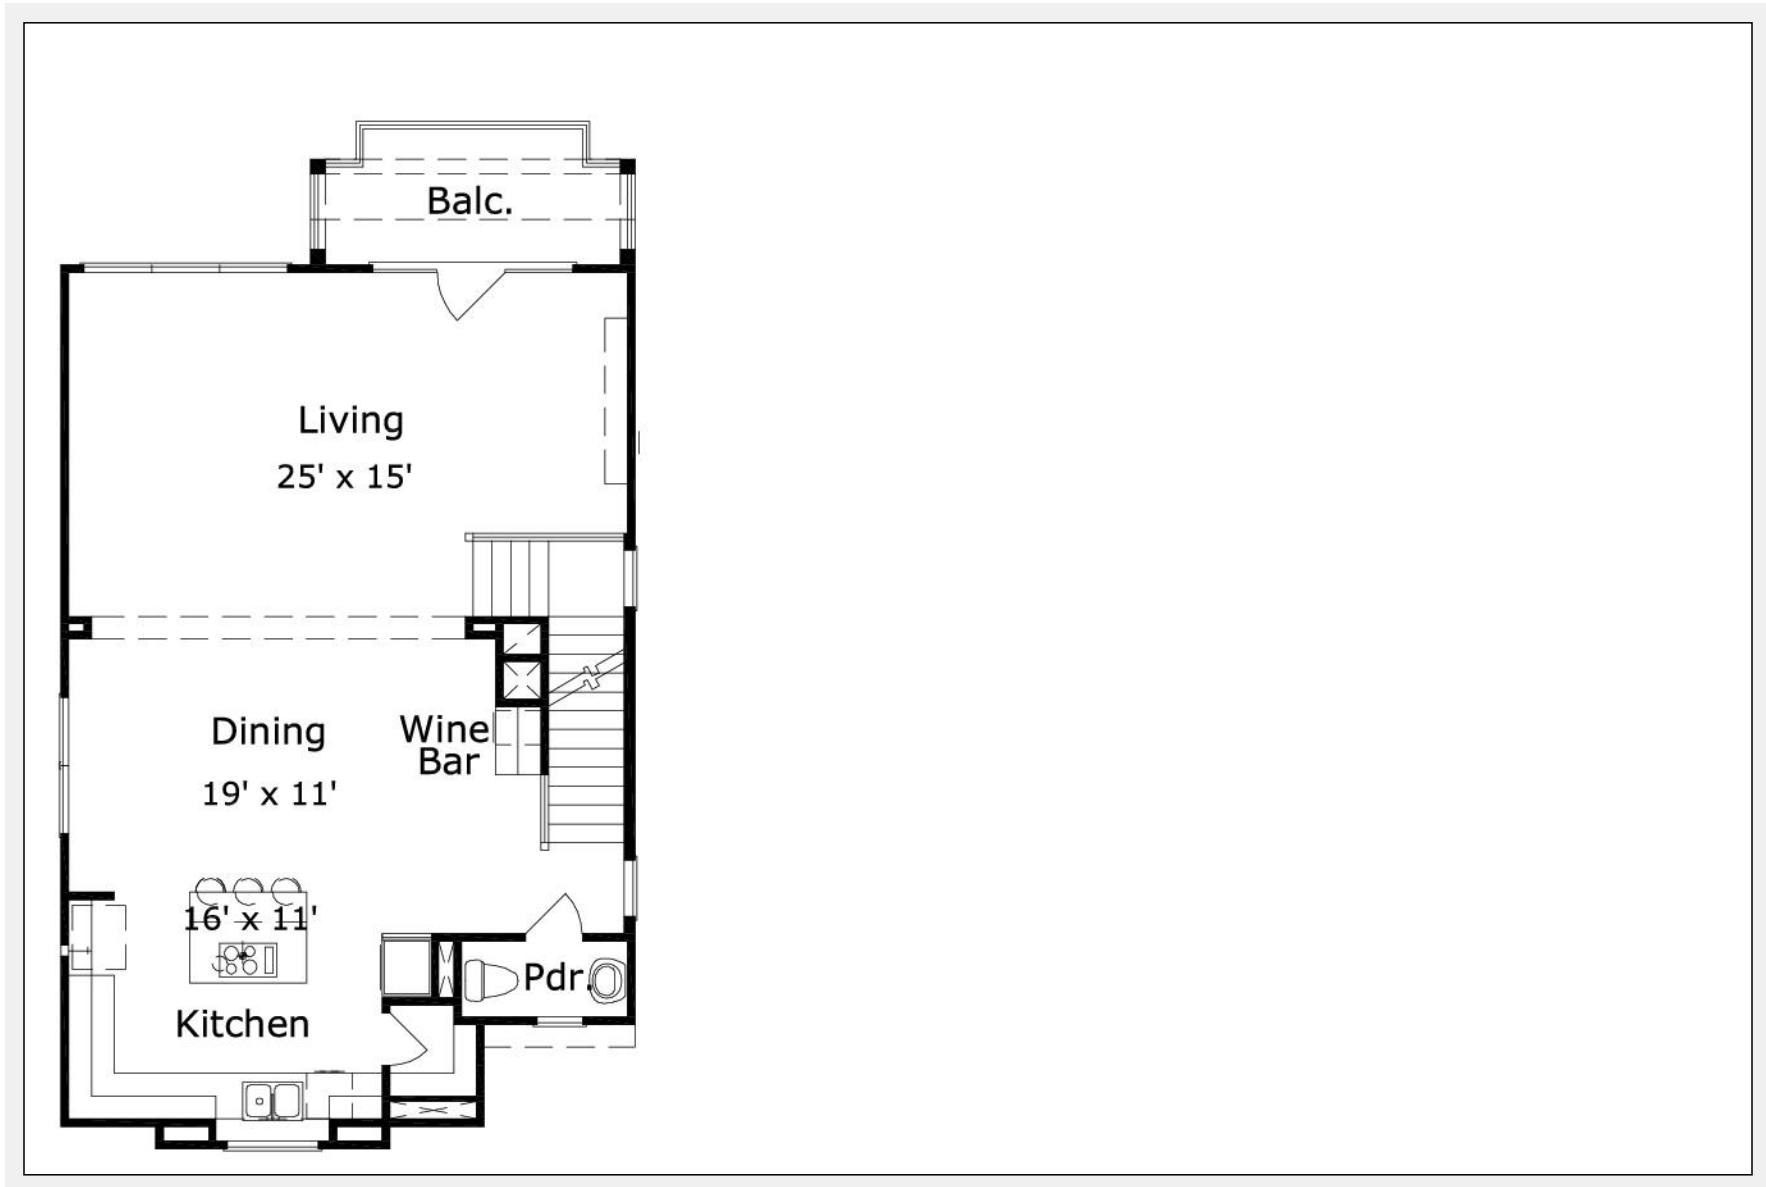 Balc.
Living
25' x 15'
Dining
19' x 11'
Wine
Bar
16' x 11'
Kitchen
Pdr.